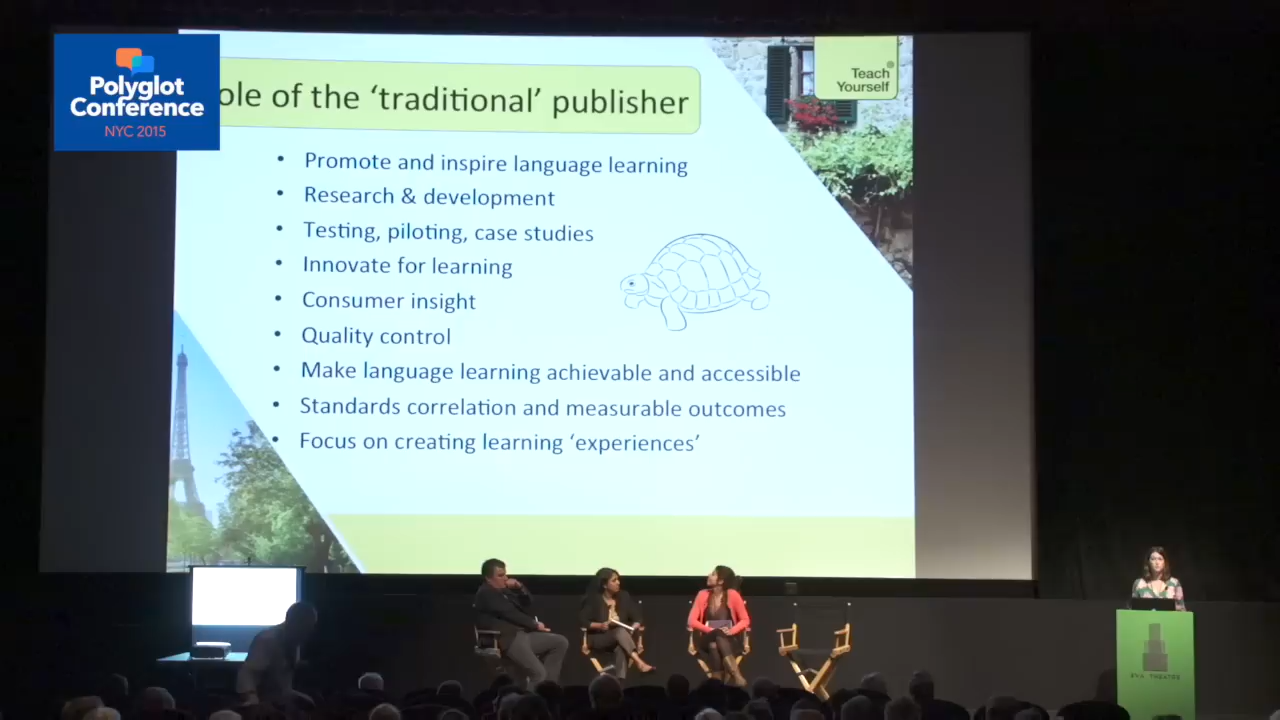 Polyglot
Conference
NYC 2015
ole of the ‘traditional’ publisher
Teach
Yourself
• Promote and inspire language learning
• Research & development
• Testing, piloting, case studies
• Innovate for learning
• Consumer insight
• Quality control
• Make language learning achievable and accessible
• Standards correlation and measurable outcomes
• Focus on creating learning ‘experiences’
THEATRE